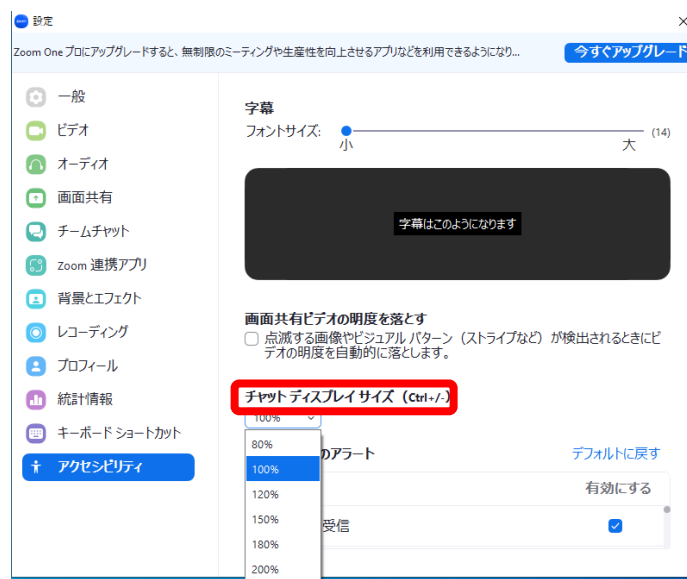 zoom 設定
Zoom One プロにアップグレードすると、無制限のミーティングや生産性を向上させるアプリなどを利用できるようになり... 今すぐアップグレード
一般
ビデオ
オーディオ
画面共有
チームチャット
Zoom 連携アプリ
背景とエフェクト
レコーディング
プロフィール
統計情報
キーボード ショートカット
アクセシビリティ
字幕
フォントサイズ: (14)
小 大
字幕はこのようになります
画面共有ビデオの明度を落とす
点滅する画像やビジュアル パターン（ストライプなど）が検出されるときにビ
デオの明度を自動的に落とします。
チャット ディスプレイ サイズ（Ctrl+/-)
100%
80%
100%
120%
150%
180%
200%
のアラート デフォルトに戻す
有効にする
受信